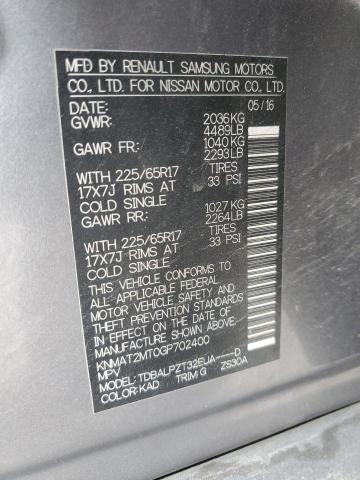 MFD BY RENAULT SAMSUNG MOTORS
CO., LTD. FOR NISSAN MOTOR CO., LTD.
DATE: 05/16
GVWR: 2036KG
4489LB
GAWR FR: 1040KG
2293LB
WITH 225/65R17 TIRES
17X7J RIMS AT 33 PSI
COLD SINGLE
GAWR RR: 1027KG
2264LB
WITH 225/65R17 TIRES
17X7J RIMS AT 33 PSI
COLD SINGLE
THIS VEHICLE CONFORMS TO
ALL APPLICABLE FEDERAL
MOTOR VEHICLE SAFETY AND
THEFT PREVENTION STANDARDS
IN EFFECT ON THE DATE OF
MANUFACTURE SHOWN ABOVE.
KNMAT2MT0GP702400
MPV
MODEL: TDBALPZT32EUA----D
COLOR: KAD TRIM: G ZS30A